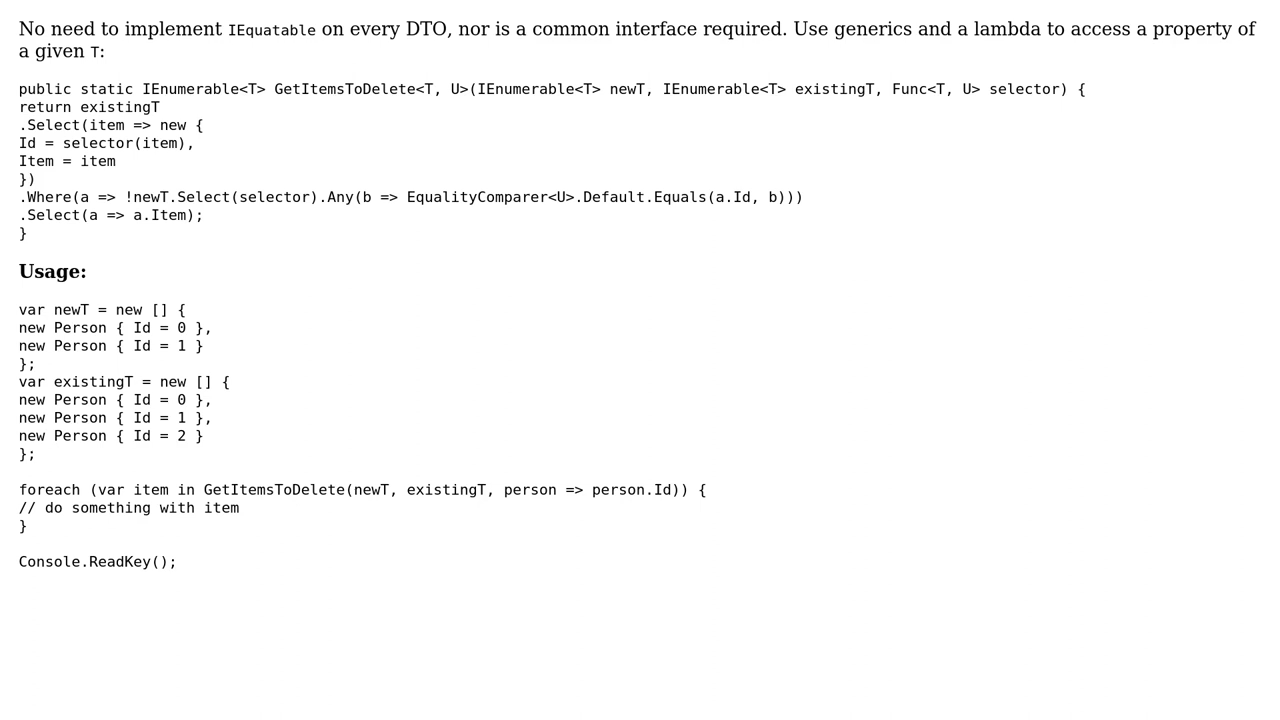 No need to implement IEquatable on every DTO, nor is a common interface required. Use generics and a lambda to access a property of
a given T:
public static IEnumerable<T> GetItemsToDelete<T, U>(IEnumerable<T> newT, IEnumerable<T> existingT, Func<T, U> selector) {
return existingT
.Select(item => new {
Id = selector(item),
Item = item
})
.Where(a => !newT.Select(selector).Any(b => EqualityComparer<U>.Default.Equals(a.Id, b)))
.Select(a => a.Item);
}
Usage:
var newT = new [] {
new Person { Id = 0 },
new Person { Id = 1 }
};
var existingT = new [] {
new Person { Id = 0 },
new Person { Id = 1 },
new Person { Id = 2 }
};
foreach (var item in GetItemsToDelete(newT, existingT, person => person.Id)) {
// do something with item
}
Console.ReadKey();